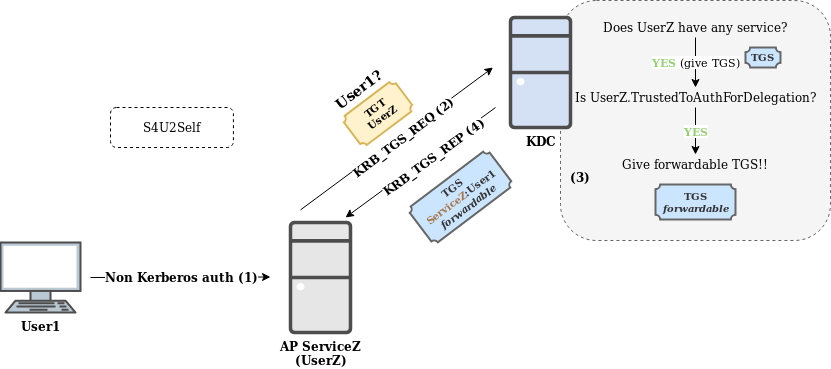 Does UserZ have any service?
YES (give TGS)
TGS
Is UserZ.TrustedToAuthForDelegation?
YES
Give forwardable TGS!!
(3)
TGS
forwardable
KDC
User1?
TGT
UserZ
KRB_TGS_REQ (2)
KRB_TGS_REP (4)
TGS
ServiceZ:User1
forwardable
S4U2Self
Non Kerberos auth (1)
User1
AP ServiceZ
(UserZ)